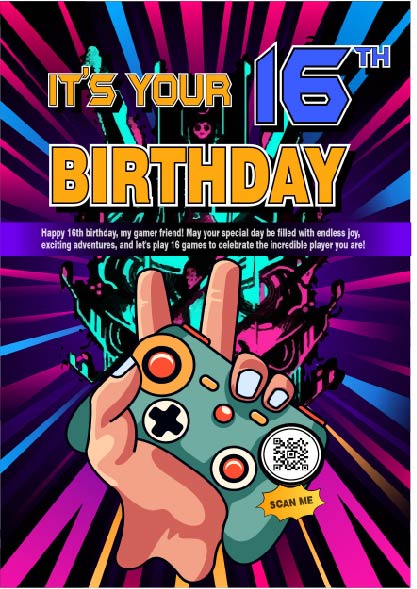 IT'S YOUR 16TH
BIRTHDAY
Happy 16th birthday, my gamer friend! May your special day be filled with endless joy,
exciting adventures, and let's play 16 games to celebrate the incredible player you are!
SCAN ME